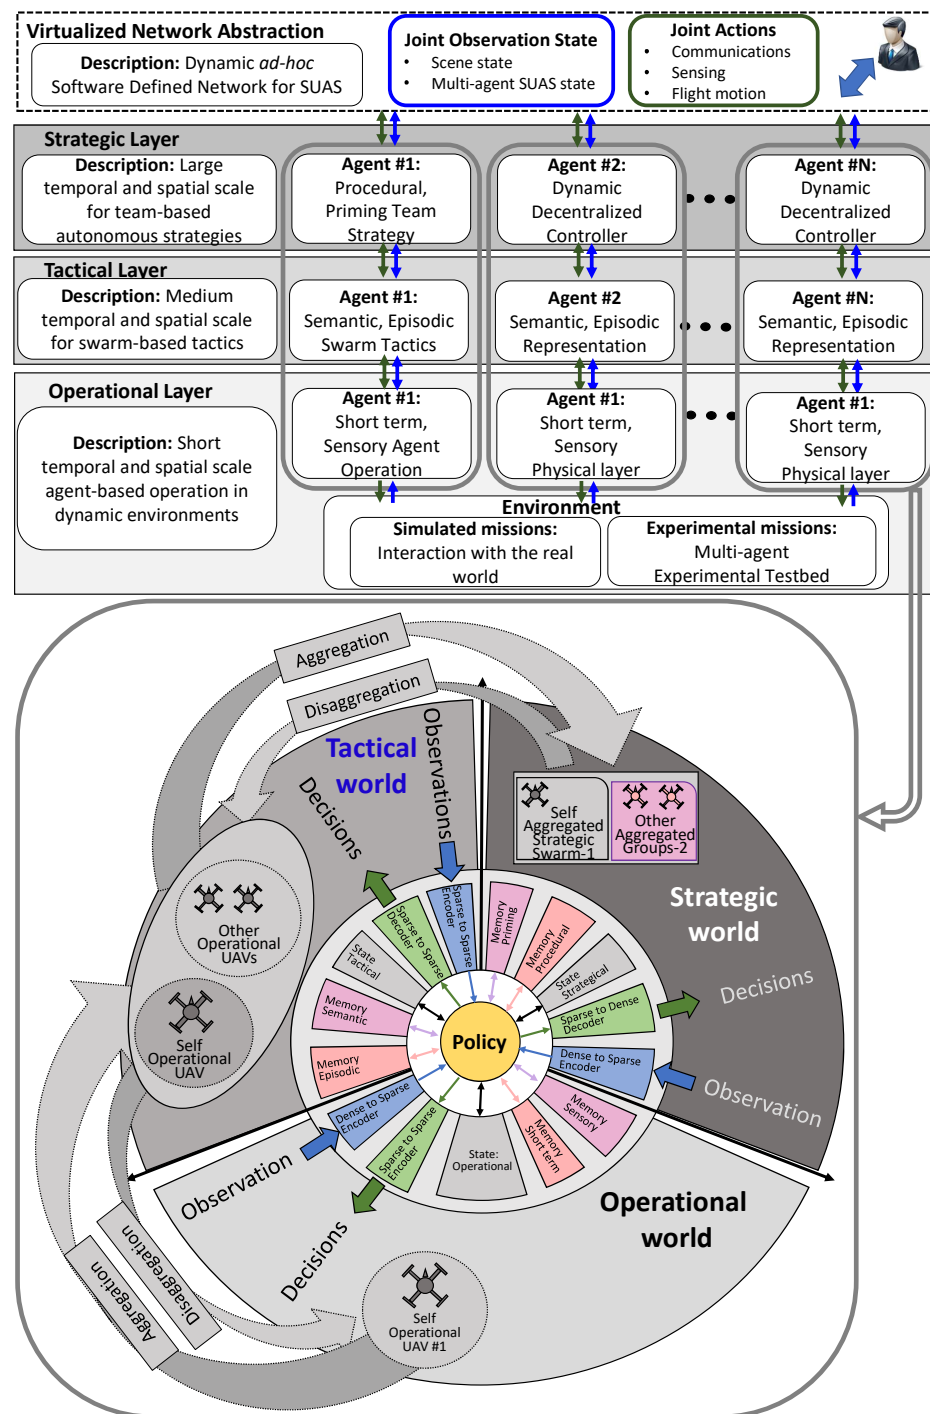 Virtualized Network Abstraction
Description: Dynamic ad-hoc
Software Defined Network for SUAS
Joint Observation State
• Scene state
• Multi-agent SUAS state
Joint Actions
• Communications
• Sensing
• Flight motion
Strategic Layer
Description: Large
temporal and spatial scale
for team-based
autonomous strategies
Agent #1:
Procedural,
Priming Team
Strategy
Agent #2:
Dynamic
Decentralized
Controller
Agent #N:
Dynamic
Decentralized
Controller
Tactical Layer
Description: Medium
temporal and spatial scale
for swarm-based tactics
Agent #1:
Semantic, Episodic
Swarm Tactics
Agent #2
Semantic, Episodic
Representation
Agent #N:
Semantic, Episodic
Representation
Operational Layer
Description: Short
temporal and spatial scale
agent-based operation in
dynamic environments
Agent #1:
Short term,
Sensory Agent
Operation
Agent #1:
Short term,
Sensory
Physical layer
Agent #1:
Short term,
Sensory
Physical layer
Environment
Simulated missions:
Interaction with the real
world
Experimental missions:
Multi-agent
Experimental Testbed
Aggregation
Disaggregation
Tactical
world
Observations
Decisions
Self
Aggregated
Strategic
Swarm-1
Other
Aggregated
Groups-2
Strategic
world
Decisions
Observation
Other
Operational
UAVs
Self
Operational
UAV
Sparse to Sparse
Decoder
Sparse to Sparse
Encoder
Memory
Priming
Memory
Procedural
State
Strategical
Sparse to Dense
Decoder
Dense to Sparse
Encoder
Memory
Sensory
Memory
Short term
State:
Operational
Sparse to Sparse
Encoder
Dense to Sparse
Encoder
Memory
Episodic
Memory
Semantic
State
Tactical
Policy
Observation
Decisions
Operational
world
Disaggregation
Aggregation
Self
Operational
UAV #1